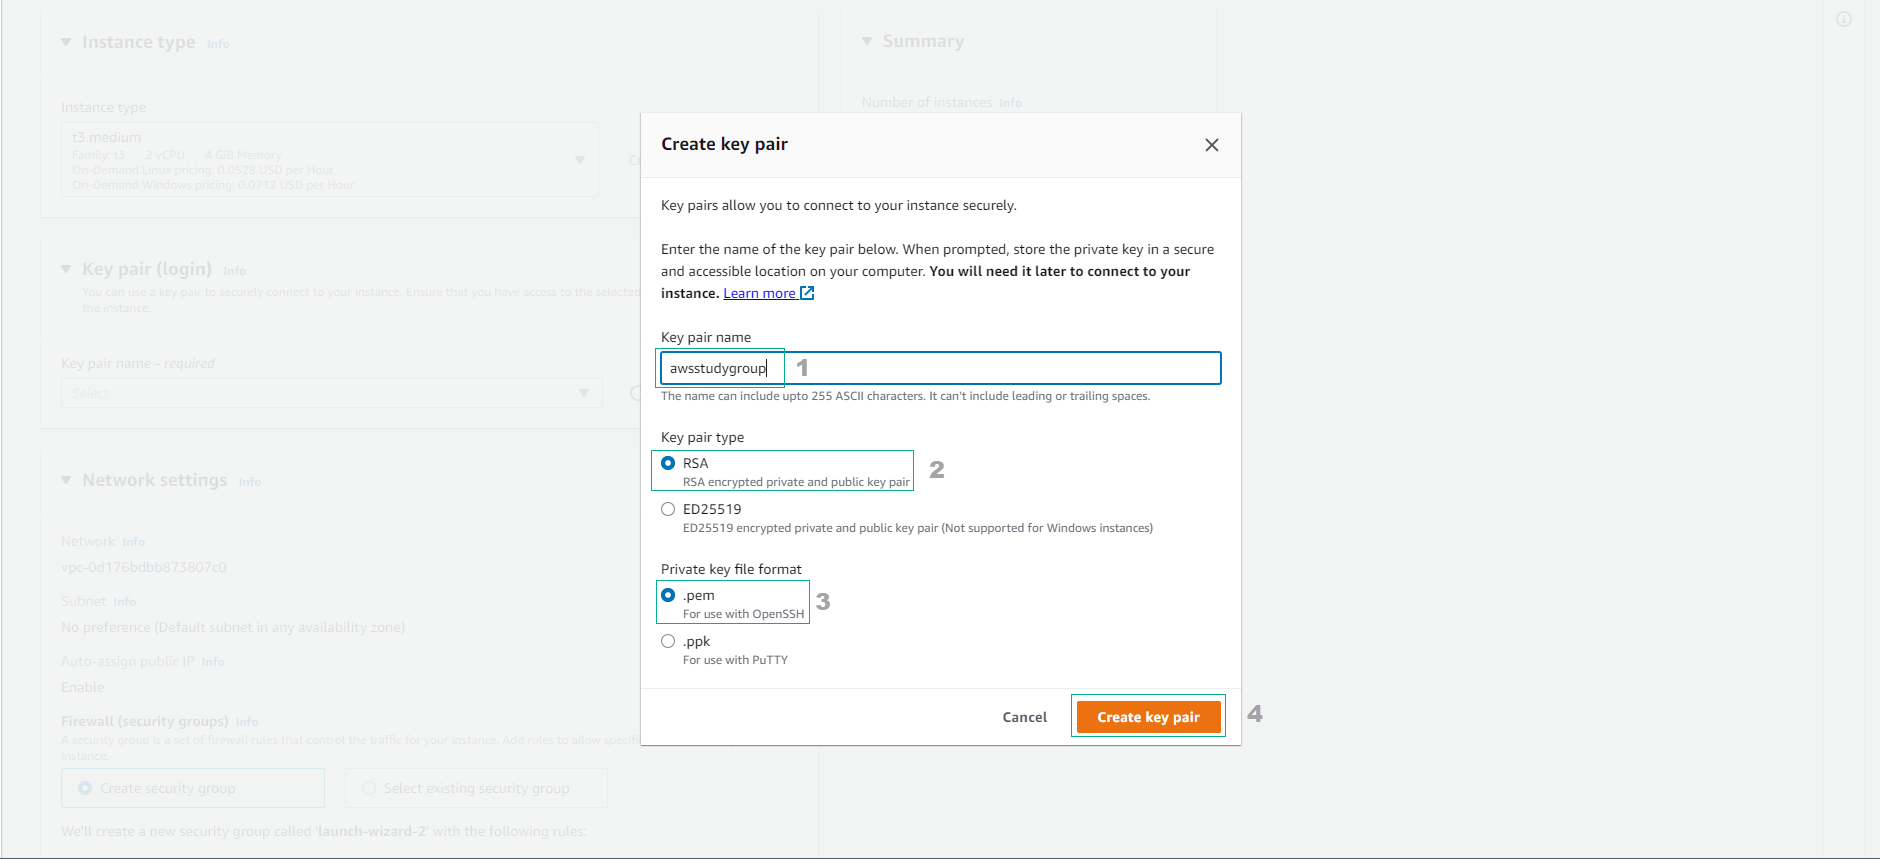 Instance type Info
Summary
Number of instances Info
Instance type
t3.medium
Family: t3 2 vCPU 4 GiB Memory
On-Demand Linux pricing: 0.0528 USD per Hour
On-Demand Windows pricing: 0.0712 USD per Hour
Key pair (login) Info
You can use a key pair to securely connect to your instance. Ensure that you have access to the selected
the instance.
Key pair name - required
Select
Network settings Info
Network Info
vpc-0d176bdbb873807c0
Subnet Info
No preference (Default subnet in any availability zone)
Auto-assign public IP Info
Enable
Firewall (security groups) Info
A security group is a set of firewall rules that control the traffic for your instance. Add rules to allow specifi
instance.
Create security group
Select existing security group
We'll create a new security group called 'launch-wizard-2' with the following rules:
Create key pair
Key pairs allow you to connect to your instance securely.
Enter the name of the key pair below. When prompted, store the private key in a secure
and accessible location on your computer. You will need it later to connect to your
instance. Learn more
Key pair name
awsstudygroup 1
The name can include upto 255 ASCII characters. It can't include leading or trailing spaces.
Key pair type
RSA
RSA encrypted private and public key pair
2
ED25519
ED25519 encrypted private and public key pair (Not supported for Windows instances)
Private key file format
.pem
For use with OpenSSH
3
.ppk
For use with PuTTY
Cancel
Create key pair 4